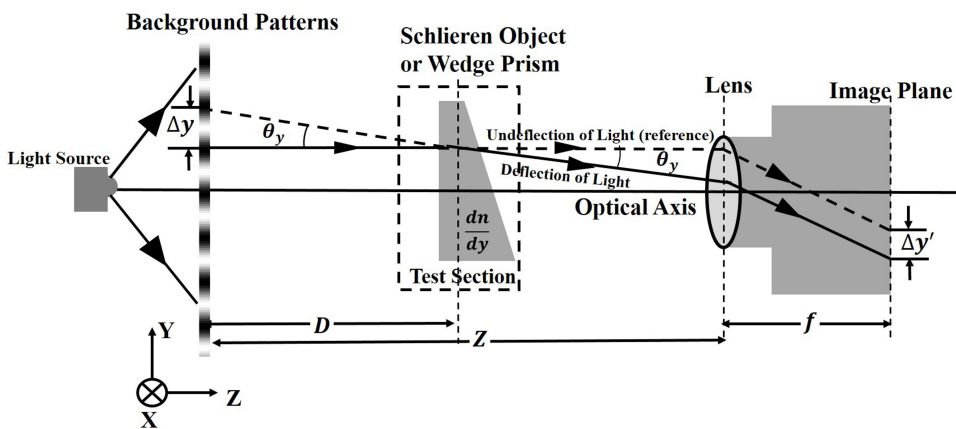 Background Patterns
Schlieren Object
or Wedge Prism
Lens
Image Plane
Δy
θy
Undeflection of Light (reference)
θy
Light Source
Deflection of Light
Optical Axis
dn
dy
Δy′
Test Section
D
f
Z
Y
Z
X